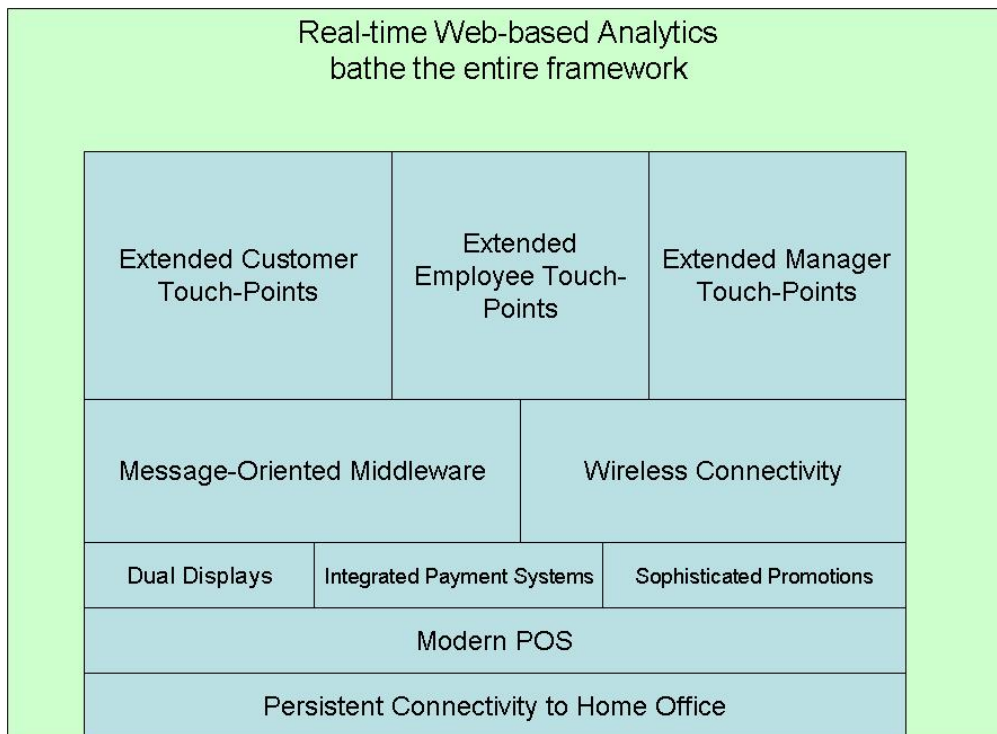 Real-time Web-based Analytics
bathe the entire framework
Extended Customer
Touch-Points
Extended
Employee Touch-
Points
Extended Manager
Touch-Points
Message-Oriented Middleware
Wireless Connectivity
Dual Displays
Integrated Payment Systems
Sophisticated Promotions
Modern POS
Persistent Connectivity to Home Office